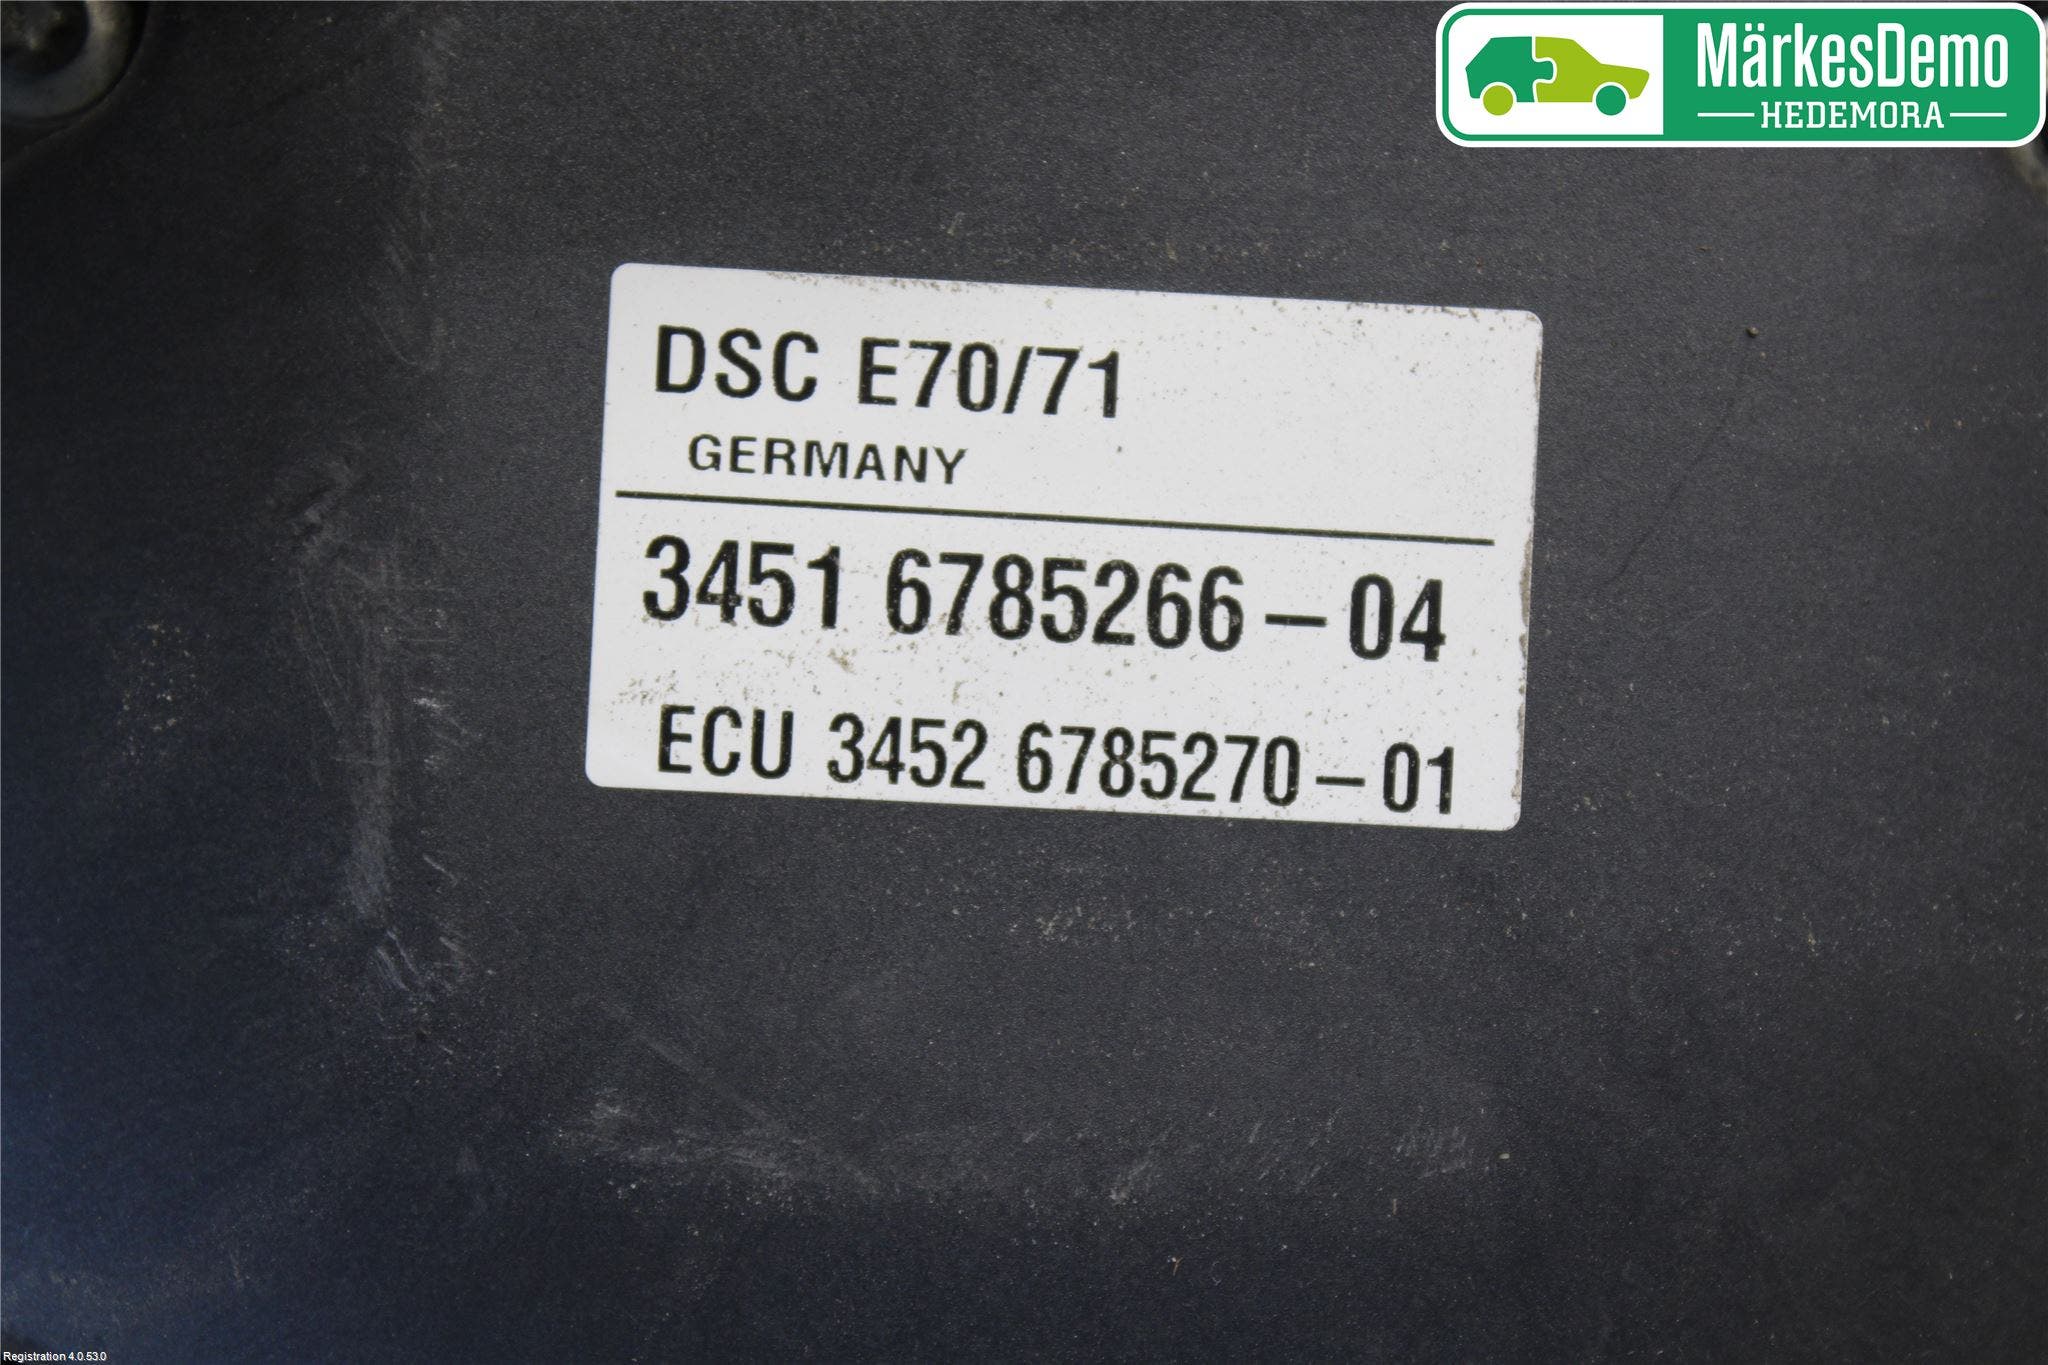 MärkesDemo
HEDEMORA
DSC E70/71
GERMANY
3451 6785266-04
ECU 3452 6785270-01
Registration 4.0.53.0